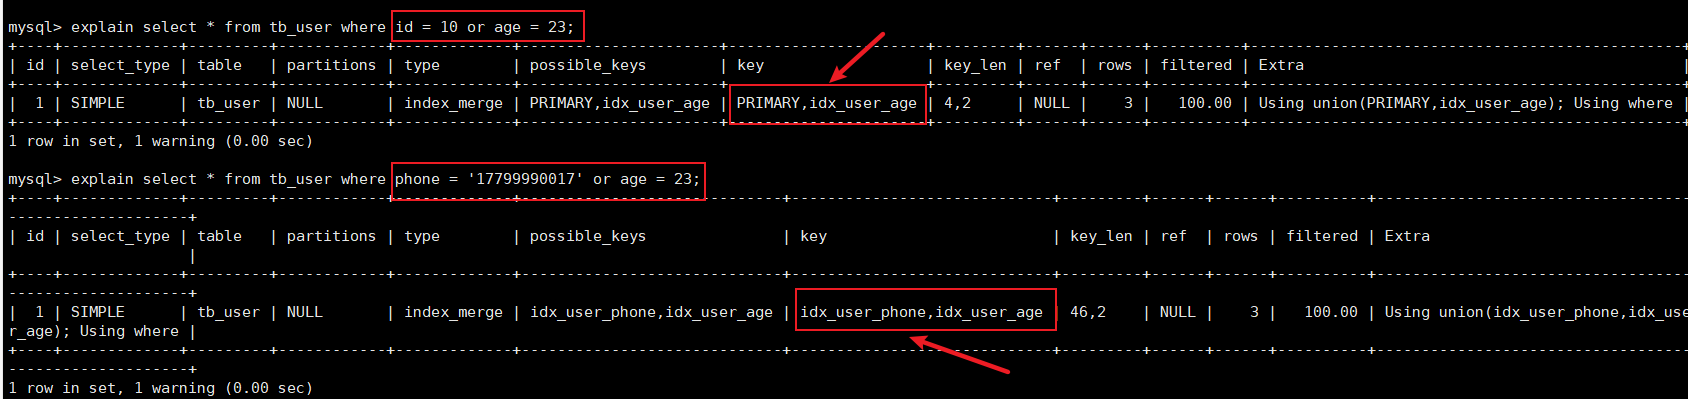 mysql> explain select * from tb_user where id = 10 or age = 23;
+----+-------------+---------+------------+-------------+----------------------+----------------------+---------+------+------+----------+------------------------------------------------+
| id | select_type | table   | partitions | type        | possible_keys        | key                  | key_len | ref  | rows | filtered | Extra                                          |
+----+-------------+---------+------------+-------------+----------------------+----------------------+---------+------+------+----------+------------------------------------------------+
| 1 | SIMPLE      | tb_user | NULL       | index_merge | PRIMARY,idx_user_age | PRIMARY,idx_user_age | 4,2     | NULL |    3 |   100.00 | Using union(PRIMARY,idx_user_age); Using where |
+----+-------------+---------+------------+-------------+----------------------+----------------------+---------+------+------+----------+------------------------------------------------+
1 row in set, 1 warning (0.00 sec)
mysql> explain select * from tb_user where phone = '17799990017' or age = 23;
+----+-------------+---------+------------+-------------+-----------------------------+-----------------------------+---------+------+------+----------+-----------------------------------
--------------------+
| id | select_type | table   | partitions | type        | possible_keys               | key                         | key_len | ref  | rows | filtered | Extra
|
+----+-------------+---------+------------+-------------+-----------------------------+-----------------------------+---------+------+------+----------+-----------------------------------
--------------------+
| 1 | SIMPLE      | tb_user | NULL       | index_merge | idx_user_phone,idx_user_age | idx_user_phone,idx_user_age | 46,2    | NULL |    3 |   100.00 | Using union(idx_user_phone,idx_use
r_age); Using where |
+----+-------------+---------+------------+-------------+-----------------------------+-----------------------------+---------+------+------+----------+-----------------------------------
--------------------+
1 row in set, 1 warning (0.00 sec)